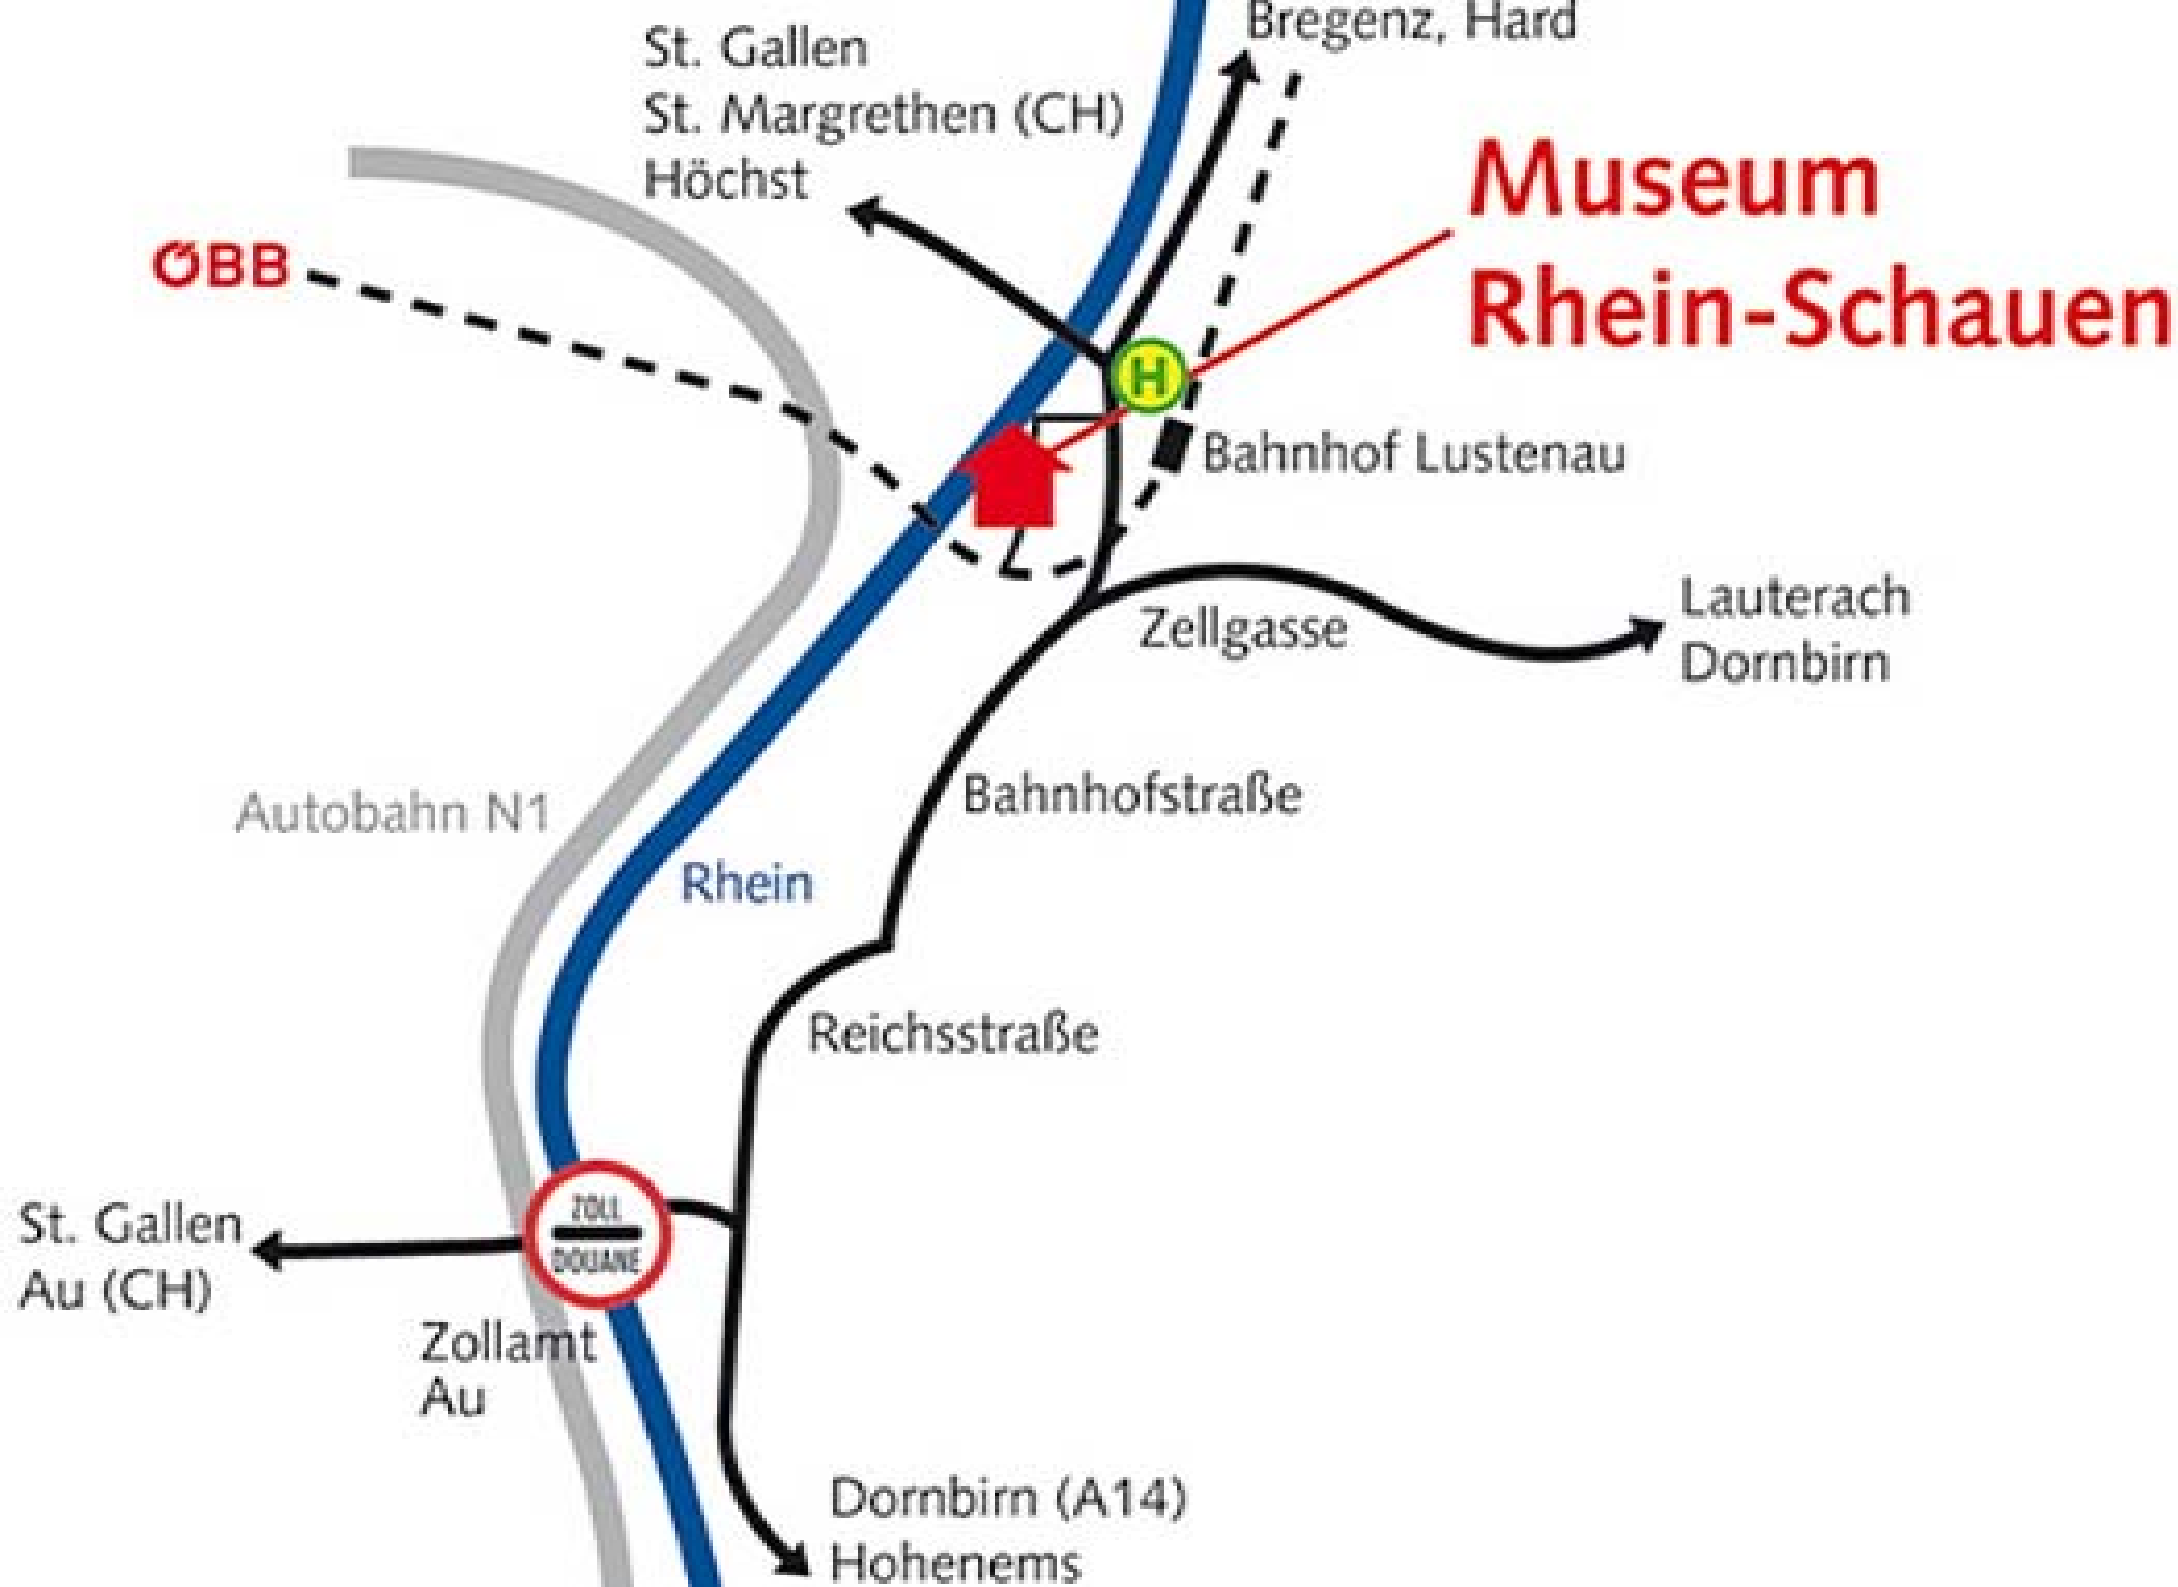 Bregenz, Hard
St. Gallen
St. Margrethen (CH)
Höchst
Museum
Rhein-Schauen
ÖBB
H
Bahnhof Lustenau
Lauterach
Dornbirn
Zellgasse
Bahnhofstraße
Autobahn N1
Rhein
Reichsstraße
ZOLL
DOUANE
St. Gallen
Au (CH)
Zollamt
Au
Dornbirn (A14)
Hohenems